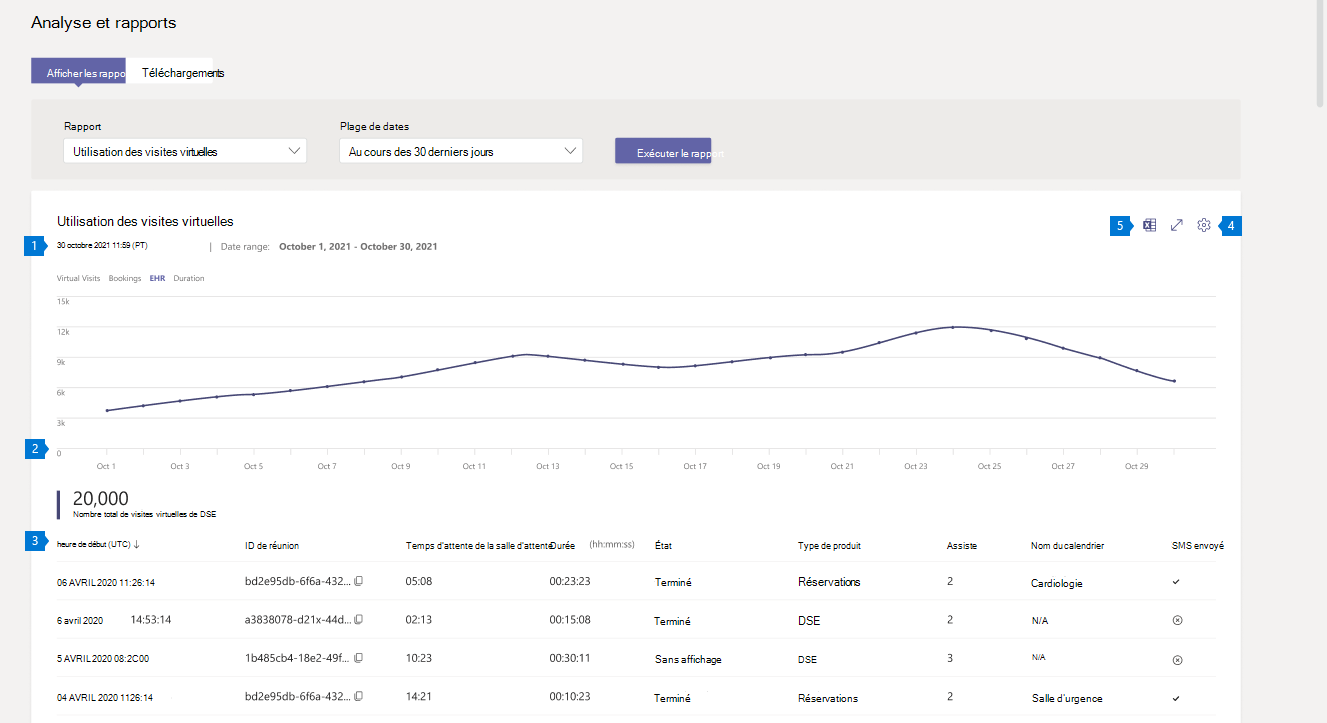 Analyse et rapports
Afficher les rappo Téléchargements
Rapport Plage de dates
Utilisation des visites virtuelles Au cours des 30 derniers jours Exécuter le rapport
Utilisation des visites virtuelles
5 4
1 30 octobre 2021 11:59 (PT) | Date range: October 1, 2021 - October 30, 2021
Virtual Visits Bookings EHR Duration
15k
12k
9k
6k
3k
2 0
Oct 1 Oct 3 Oct 5 Oct 7 Oct 9 Oct 11 Oct 13 Oct 15 Oct 17 Oct 19 Oct 21 Oct 23 Oct 25 Oct 27 Oct 29
20,000
Nombre total de visites virtuelles de DSE
3 heure de début (UTC) ↓ ID de réunion Temps d'attente de la salle d'attente Durée (hh:mm:ss) État Type de produit Assiste Nom du calendrier SMS envoyé
06 AVRIL 2020 11:26:14 bd2e95db-6f6a-432... 05:08 00:23:23 Terminé Réservations 2 Cardiologie
6 avril 2020 14:53:14 a3838078-d21x-44d... 02:13 00:15:08 Terminé DSE 2 N/A
5 AVRIL 2020 08:2C00 1b485cb4-18e2-49f... 10:23 00:30:11 Sans affichage DSE 3 N/A
04 AVRIL 2020 1126:14 bd2e95db-6f6a-432... 14:21 00:10:23 Terminé Réservations 2 Salle d'urgence